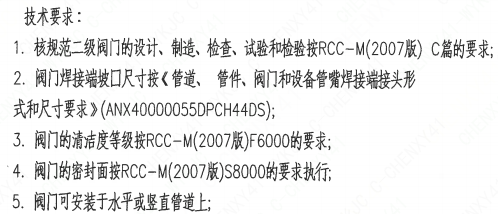 技术要求：
1. 核规范二级阀门的设计、制造、检查、试验和检验按RCC-M(2007版) C篇的要求;
2. 阀门焊接端坡口尺寸按《管道、 管件、阀门和设备管嘴焊接端接头形
式和尺寸要求》(ANX40000055DPCH44DS);
3. 阀门的清洁度等级按RCC-M(2007版)F6000的要求;
4. 阀门的密封面按RCC-M(2007版)S8000的要求执行;
5. 阀门可安装于水平或竖直管道上;